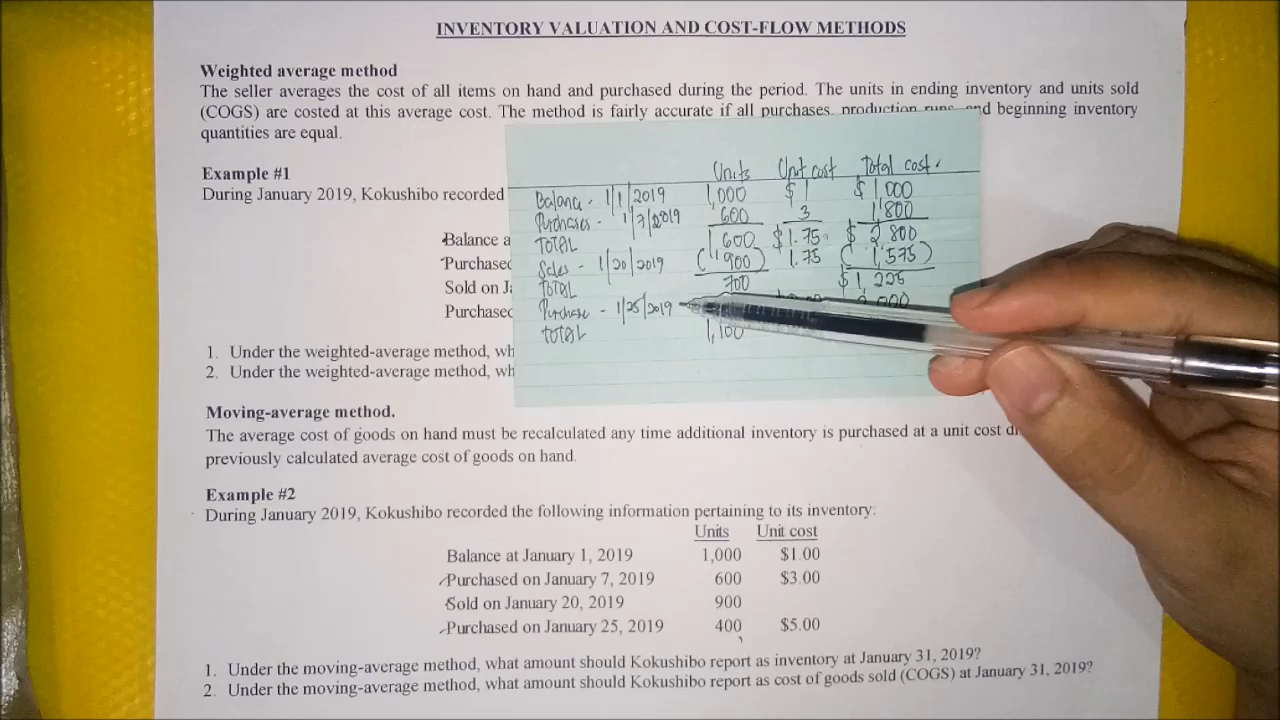 INVENTORY VALUATION AND COST-FLOW METHODS
Weighted average method
The seller averages the cost of all items on hand and purchased during the period. The units in ending inventory and units sold
(COGS) are costed at this average cost. The method is fairly accurate if all purchases, production runs, and beginning inventory
quantities are equal.
Example #1
During January 2019, Kokushibo recorded
Balance a
Purchased
Sold on Ja
Purchased
Units Unit cost Total cost.
Balance - 1/1/2019 1,000 $ 1 $ 1,000
Purchases - 1/7/2019 600 3 1,800
TOTAL 1,600 $1.75 $ 2,800
Sales - 1/20/2019 (900) 1.75 (1,575)
TOTAL 700 $1,225
Purchase - 1/25/2019
TOTAL 1,100
1. Under the weighted-average method, wh
2. Under the weighted-average method, wh
Moving-average method.
The average cost of goods on hand must be recalculated any time additional inventory is purchased at a unit cost
previously calculated average cost of goods on hand.
Example #2
During January 2019, Kokushibo recorded the following information pertaining to its inventory:
Units Unit cost
Balance at January 1, 2019 1,000 $1.00
Purchased on January 7, 2019 600 $3.00
Sold on January 20, 2019 900
Purchased on January 25, 2019 400 $5.00
1. Under the moving-average method, what amount should Kokushibo report as inventory at January 31, 2019?
2. Under the moving-average method, what amount should Kokushibo report as cost of goods sold (COGS) at January 31, 2019?